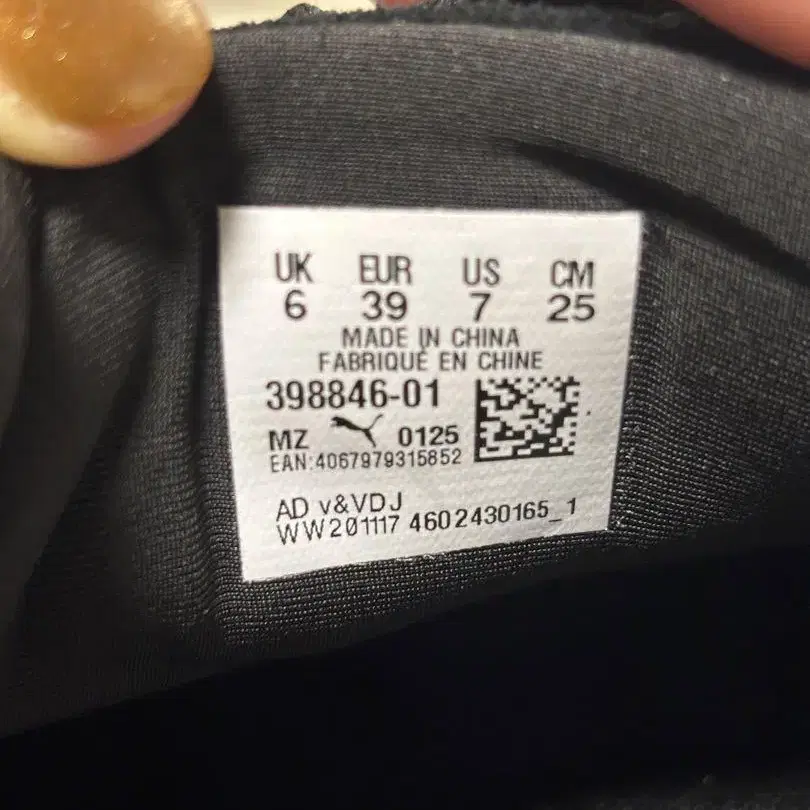 UK EUR US CM
6 39 7 25
MADE IN CHINA
FABRIQUÉ EN CHINE
398846-01
MZ 0125
EAN:4067979315852
AD v&VDJ
WW201117 4602430165_1